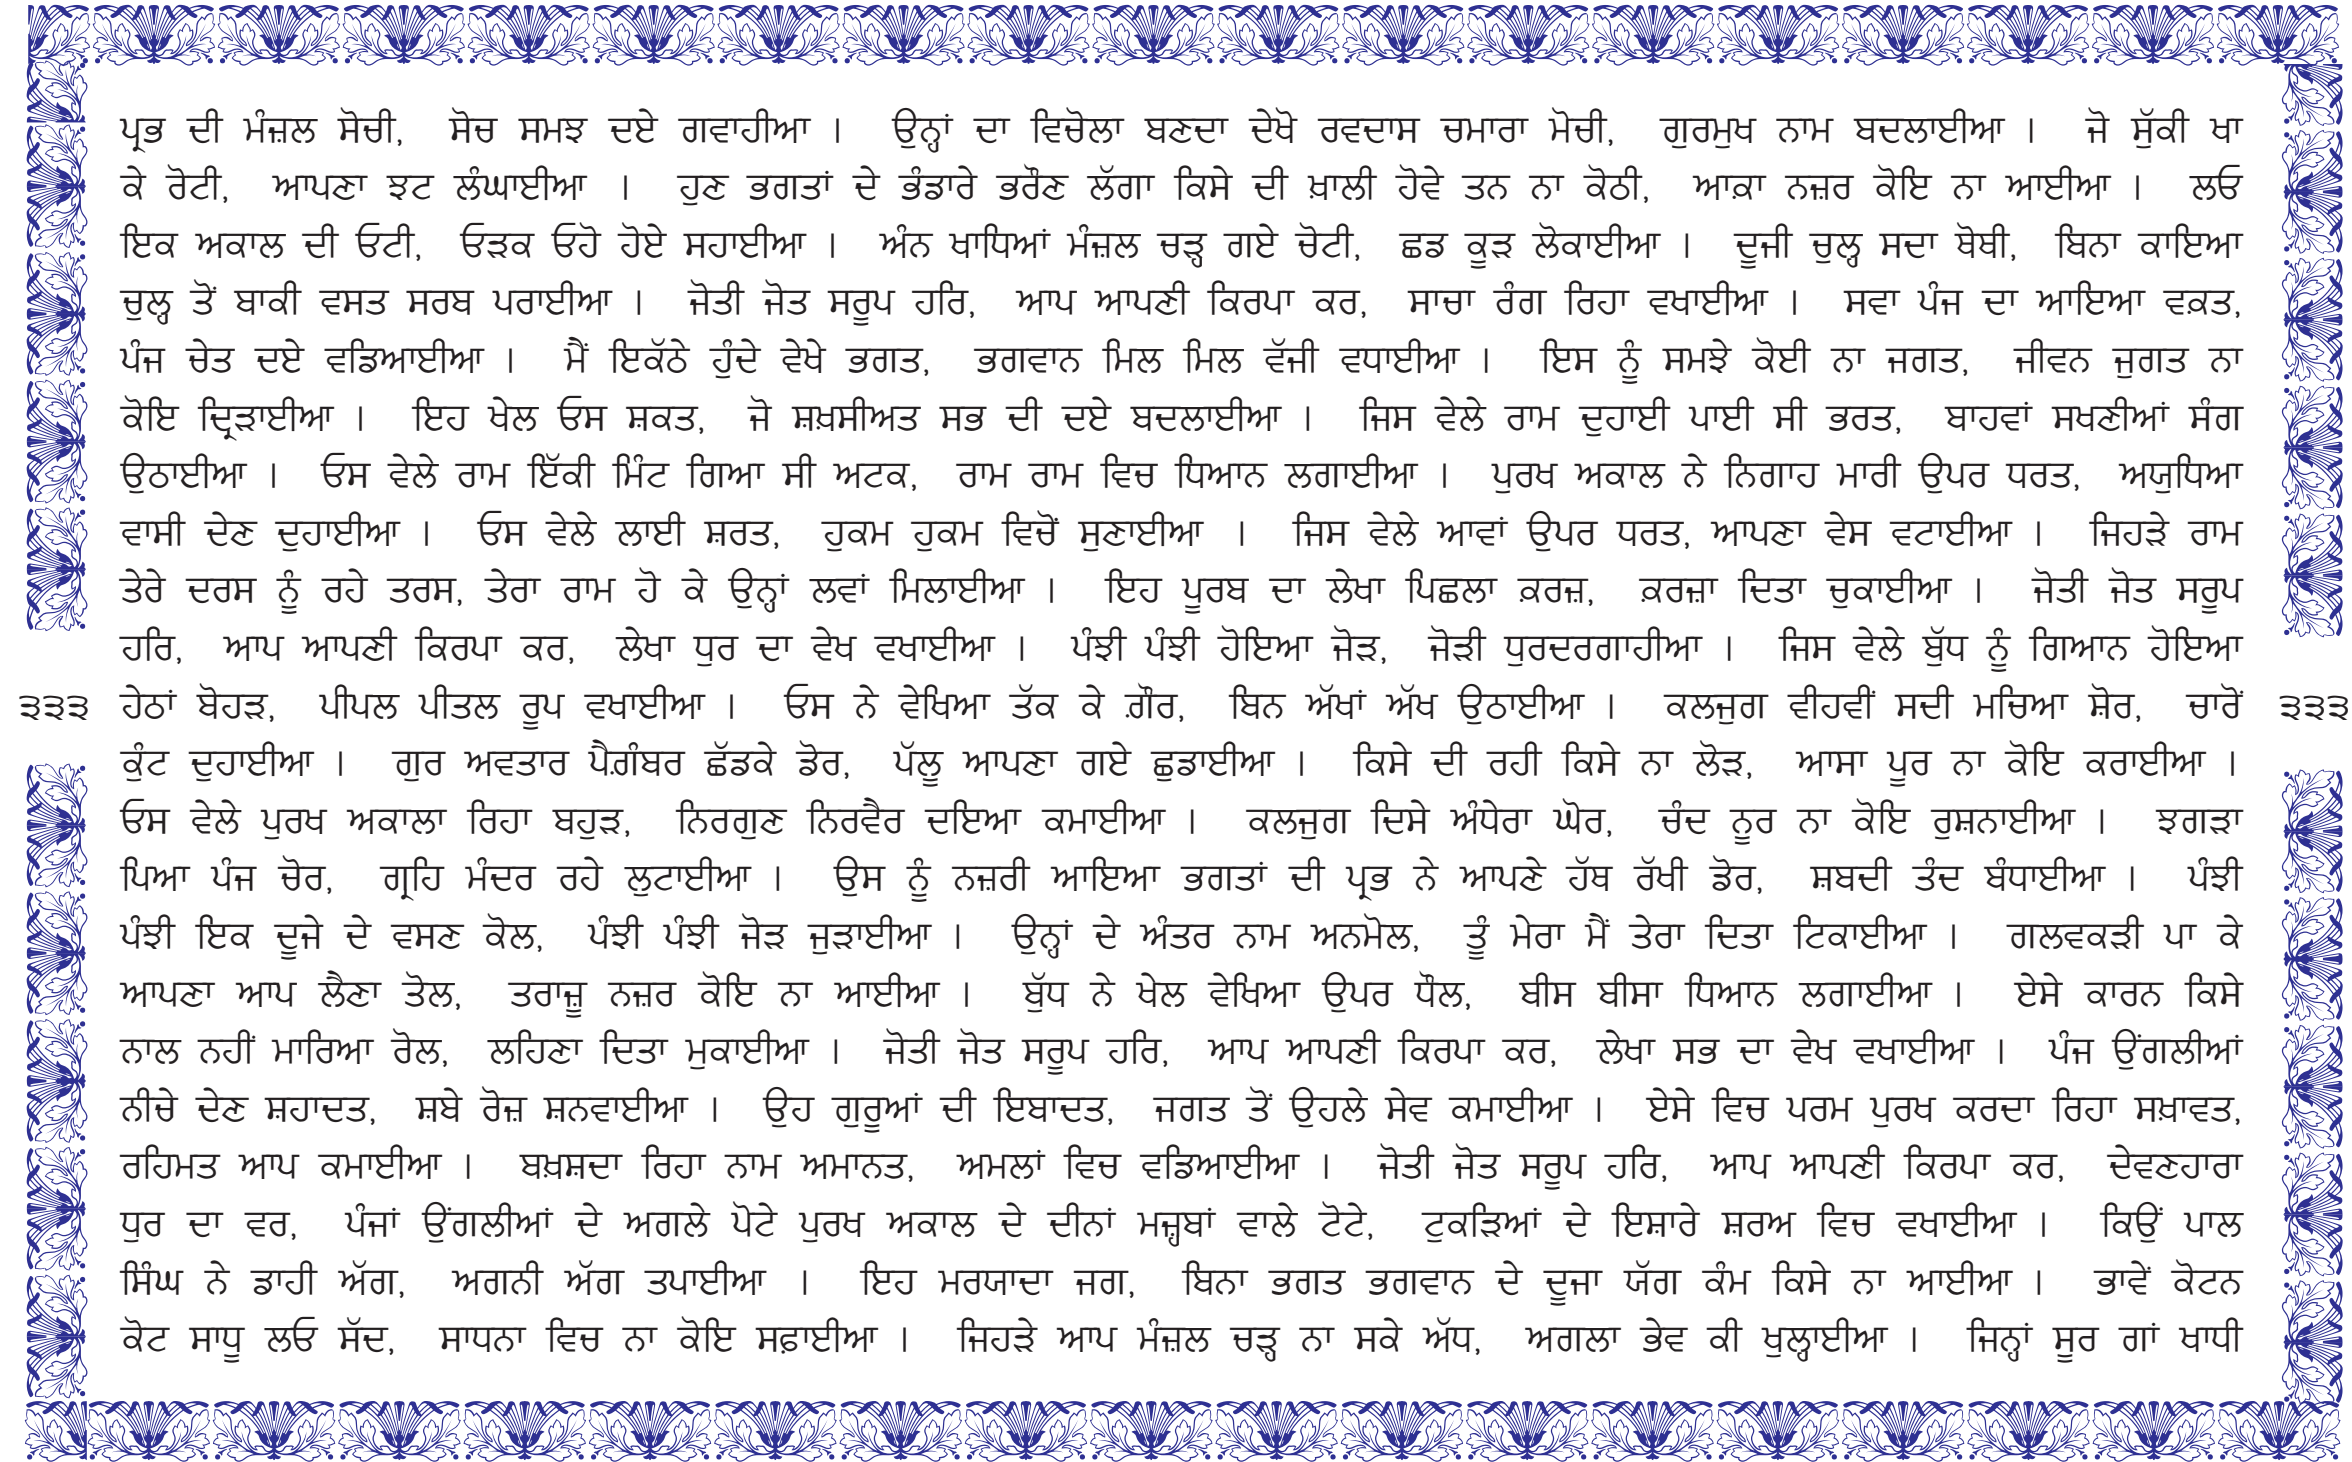 ਪ੍ਰਭ ਦੀ ਮੰਜ਼ਲ ਸੋਚੀ, ਸੋਚ ਸਮਝ ਦਏ ਗਵਾਹੀਆ । ਉਨ੍ਹਾਂ ਦਾ ਵਿਚੋਲਾ ਬਣਦਾ ਦੇਖੋ ਰਵਦਾਸ ਚਮਾਰਾ ਮੋਚੀ, ਗੁਰਮੁਖ ਨਾਮ ਬਦਲਾਈਆ । ਜੋ ਸੁੱਕੀ ਖਾ
ਕੇ ਰੋਟੀ, ਆਪਣਾ ਝਟ ਲੰਘਾਈਆ । ਹੁਣ ਭਗਤਾਂ ਦੇ ਭੰਡਾਰੇ ਭਰੌਣ ਲੱਗਾ ਕਿਸੇ ਦੀ ਖ਼ਾਲੀ ਹੋਵੇ ਤਨ ਨਾ ਕੋਠੀ, ਆਕ਼ਾ ਨਜ਼ਰ ਕੋਇ ਨਾ ਆਈਆ । ਲਓ
ਇਕ ਅਕਾਲ ਦੀ ਓਟੀ, ਓੜਕ ਓਹੋ ਹੋਏ ਸਹਾਈਆ । ਅੰਨ ਖਾਧਿਆਂ ਮੰਜ਼ਲ ਚੜ੍ਹ ਗਏ ਚੋਟੀ, ਛਡ ਕੂੜ ਲੋਕਾਈਆ । ਦੂਜੀ ਚੁਲ੍ਹ ਸਦਾ ਬੋਥੀ, ਬਿਨਾ ਕਾਇਆ
ਚੁਲ੍ਹ ਤੋਂ ਬਾਕੀ ਵਸਤ ਸਰਬ ਪਰਾਈਆ । ਜੋਤੀ ਜੋਤ ਸਰੂਪ ਹਰਿ, ਆਪ ਆਪਣੀ ਕਿਰਪਾ ਕਰ, ਸਾਚਾ ਰੰਗ ਰਿਹਾ ਵਖਾਈਆ । ਸਵਾ ਪੰਜ ਦਾ ਆਇਆ ਵਕ਼ਤ,
ਪੰਜ ਚੇਤ ਦਏ ਵਡਿਆਈਆ । ਮੈਂ ਇਕੱਠੇ ਹੁੰਦੇ ਵੇਖੇ ਭਗਤ, ਭਗਵਾਨ ਮਿਲ ਮਿਲ ਵੱਜੀ ਵਧਾਈਆ । ਇਸ ਨੂੰ ਸਮਝੇ ਕੋਈ ਨਾ ਜਗਤ, ਜੀਵਨ ਜੁਗਤ ਨਾ
ਕੋਇ ਦ੍ਰਿੜਾਈਆ । ਇਹ ਖੇਲ ਓਸ ਸ਼ਕਤ, ਜੋ ਸ਼ਖ਼ਸੀਅਤ ਸਭ ਦੀ ਦਏ ਬਦਲਾਈਆ । ਜਿਸ ਵੇਲੇ ਰਾਮ ਦੁਹਾਈ ਪਾਈ ਸੀ ਭਰਤ, ਬਾਹਵਾਂ ਸਖਣੀਆਂ ਸੰਗ
ਉਠਾਈਆ । ਓਸ ਵੇਲੇ ਰਾਮ ਇੱਕੀ ਮਿੰਟ ਗਿਆ ਸੀ ਅਟਕ, ਰਾਮ ਰਾਮ ਵਿਚ ਧਿਆਨ ਲਗਾਈਆ । ਪੁਰਖ ਅਕਾਲ ਨੇ ਨਿਗਾਹ ਮਾਰੀ ਉਪਰ ਧਰਤ, ਅਯੁਧਿਆ
ਵਾਸੀ ਦੇਣ ਦੁਹਾਈਆ । ਓਸ ਵੇਲੇ ਲਾਈ ਸ਼ਰਤ, ਹੁਕਮ ਹੁਕਮ ਵਿਚੋਂ ਸੁਣਾਈਆ । ਜਿਸ ਵੇਲੇ ਆਵਾਂ ਉਪਰ ਧਰਤ, ਆਪਣਾ ਵੇਸ ਵਟਾਈਆ । ਜਿਹੜੇ ਰਾਮ
ਤੇਰੇ ਦਰਸ ਨੂੰ ਰਹੇ ਤਰਸ, ਤੇਰਾ ਰਾਮ ਹੋ ਕੇ ਉਨ੍ਹਾਂ ਲਵਾਂ ਮਿਲਾਈਆ । ਇਹ ਪੂਰਬ ਦਾ ਲੇਖਾ ਪਿਛਲਾ ਕ਼ਰਜ਼, ਕ਼ਰਜ਼ਾ ਦਿਤਾ ਚੁਕਾਈਆ । ਜੋਤੀ ਜੋਤ ਸਰੂਪ
ਹਰਿ, ਆਪ ਆਪਣੀ ਕਿਰਪਾ ਕਰ, ਲੇਖਾ ਧੁਰ ਦਾ ਵੇਖ ਵਖਾਈਆ । ਪੰਝੀ ਪੰਝੀ ਹੋਇਆ ਜੋੜ, ਜੋੜੀ ਧੁਰਦਰਗਾਹੀਆ । ਜਿਸ ਵੇਲੇ ਬੁੱਧ ਨੂੰ ਗਿਆਨ ਹੋਇਆ
੩੩੩ ਹੇਠਾਂ ਬੋਹੜ, ਪੀਪਲ ਪੀਤਲ ਰੂਪ ਵਖਾਈਆ । ਓਸ ਨੇ ਵੇਖਿਆ ਤੱਕ ਕੇ ਗ਼ੌਰ, ਬਿਨ ਅੱਖਾਂ ਅੱਖ ਉਠਾਈਆ । ਕਲਜੁਗ ਵੀਹਵੀਂ ਸਦੀ ਮਚਿਆ ਸ਼ੋਰ, ਚਾਰੋਂ ੩੩੩
ਕੁੰਟ ਦੁਹਾਈਆ । ਗੁਰ ਅਵਤਾਰ ਪੈਗ਼ੰਬਰ ਛੱਡਕੇ ਡੋਰ, ਪੱਲੂ ਆਪਣਾ ਗਏ ਛੁਡਾਈਆ । ਕਿਸੇ ਦੀ ਰਹੀ ਕਿਸੇ ਨਾ ਲੋੜ, ਆਸਾ ਪੂਰ ਨਾ ਕੋਇ ਕਰਾਈਆ ।
ਓਸ ਵੇਲੇ ਪੁਰਖ ਅਕਾਲਾ ਰਿਹਾ ਬਹੁੜ, ਨਿਰਗੁਣ ਨਿਰਵੈਰ ਦਇਆ ਕਮਾਈਆ । ਕਲਜੁਗ ਦਿਸੇ ਅੰਧੇਰਾ ਘੋਰ, ਚੰਦ ਨੂਰ ਨਾ ਕੋਇ ਰੁਸ਼ਨਾਈਆ । ਝਗੜਾ
ਪਿਆ ਪੰਜ ਚੋਰ, ਗ੍ਰਹਿ ਮੰਦਰ ਰਹੇ ਲੁਟਾਈਆ । ਉਸ ਨੂੰ ਨਜ਼ਰੀ ਆਇਆ ਭਗਤਾਂ ਦੀ ਪ੍ਰਭ ਨੇ ਆਪਣੇ ਹੱਥ ਰੱਖੀ ਡੋਰ, ਸ਼ਬਦੀ ਤੰਦ ਬੰਧਾਈਆ । ਪੰਝੀ
ਪੰਝੀ ਇਕ ਦੂਜੇ ਦੇ ਵਸਣ ਕੋਲ, ਪੰਝੀ ਪੰਝੀ ਜੋੜ ਜੁੜਾਈਆ । ਉਨ੍ਹਾਂ ਦੇ ਅੰਤਰ ਨਾਮ ਅਨਮੋਲ, ਤੂੰ ਮੇਰਾ ਮੈਂ ਤੇਰਾ ਦਿਤਾ ਟਿਕਾਈਆ । ਗਲਵਕੜੀ ਪਾ ਕੇ
ਆਪਣਾ ਆਪ ਲੈਣਾ ਤੋਲ, ਤਰਾਜ਼ੂ ਨਜ਼ਰ ਕੋਇ ਨਾ ਆਈਆ । ਬੁੱਧ ਨੇ ਖੇਲ ਵੇਖਿਆ ਉਪਰ ਧੌਲ, ਬੀਸ ਬੀਸਾ ਧਿਆਨ ਲਗਾਈਆ । ਏਸੇ ਕਾਰਨ ਕਿਸੇ
ਨਾਲ ਨਹੀਂ ਮਾਰਿਆ ਰੋਲ, ਲਹਿਣਾ ਦਿਤਾ ਮੁਕਾਈਆ । ਜੋਤੀ ਜੋਤ ਸਰੂਪ ਹਰਿ, ਆਪ ਆਪਣੀ ਕਿਰਪਾ ਕਰ, ਲੇਖਾ ਸਭ ਦਾ ਵੇਖ ਵਖਾਈਆ । ਪੰਜ ਉਂਗਲੀਆਂ
ਨੀਚੇ ਦੇਣ ਸ਼ਹਾਦਤ, ਸ਼ਬੇ ਰੋਜ਼ ਸ਼ਨਵਾਈਆ । ਉਹ ਗੁਰੂਆਂ ਦੀ ਇਬਾਦਤ, ਜਗਤ ਤੋਂ ਉਹਲੇ ਸੇਵ ਕਮਾਈਆ । ਏਸੇ ਵਿਚ ਪਰਮ ਪੁਰਖ ਕਰਦਾ ਰਿਹਾ ਸਖ਼ਾਵਤ,
ਰਹਿਮਤ ਆਪ ਕਮਾਈਆ । ਬਖ਼ਸ਼ਦਾ ਰਿਹਾ ਨਾਮ ਅਮਾਨਤ, ਅਮਲਾਂ ਵਿਚ ਵਡਿਆਈਆ । ਜੋਤੀ ਜੋਤ ਸਰੂਪ ਹਰਿ, ਆਪ ਆਪਣੀ ਕਿਰਪਾ ਕਰ, ਦੇਵਣਹਾਰਾ
ਧੁਰ ਦਾ ਵਰ, ਪੰਜਾਂ ਉਂਗਲੀਆਂ ਦੇ ਅਗਲੇ ਪੋਟੇ ਪੁਰਖ ਅਕਾਲ ਦੇ ਦੀਨਾਂ ਮਜ਼੍ਹਬਾਂ ਵਾਲੇ ਟੋਟੇ, ਟੁਕੜਿਆਂ ਦੇ ਇਸ਼ਾਰੇ ਸ਼ਰਅ ਵਿਚ ਵਖਾਈਆ । ਕਿਉਂ ਪਾਲ
ਸਿੰਘ ਨੇ ਡਾਹੀ ਅੱਗ, ਅਗਨੀ ਅੱਗ ਤਪਾਈਆ । ਇਹ ਮਰਯਾਦਾ ਜਗ, ਬਿਨਾ ਭਗਤ ਭਗਵਾਨ ਦੇ ਦੂਜਾ ਯੱਗ ਕੰਮ ਕਿਸੇ ਨਾ ਆਈਆ । ਭਾਵੇਂ ਕੋਟਨ
ਕੋਟ ਸਾਧੂ ਲਓ ਸੱਦ, ਸਾਧਨਾ ਵਿਚ ਨਾ ਕੋਇ ਸਫ਼ਾਈਆ । ਜਿਹੜੇ ਆਪ ਮੰਜ਼ਲ ਚੜ੍ਹ ਨਾ ਸਕੇ ਅੱਧ, ਅਗਲਾ ਭੇਵ ਕੀ ਖੁਲ੍ਹਾਈਆ । ਜਿਨ੍ਹਾਂ ਸੂਰ ਗਾਂ ਖਾਧੀ